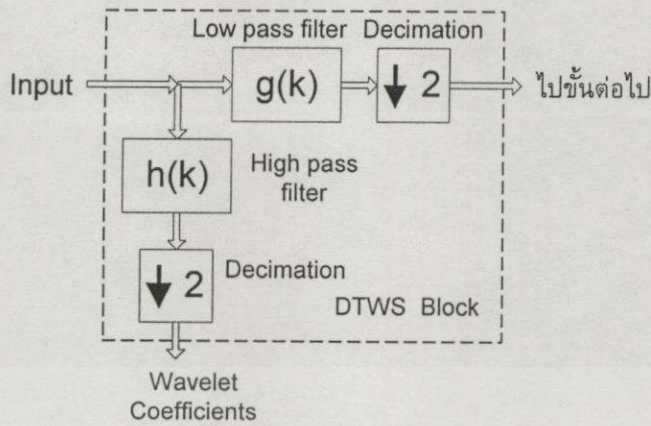 Low pass filter Decimation
Input
g(k)
↓ 2
ไปขั้นต่อไป
h(k)
High pass
filter
↓ 2
Decimation
DTWS Block
Wavelet
Coefficients